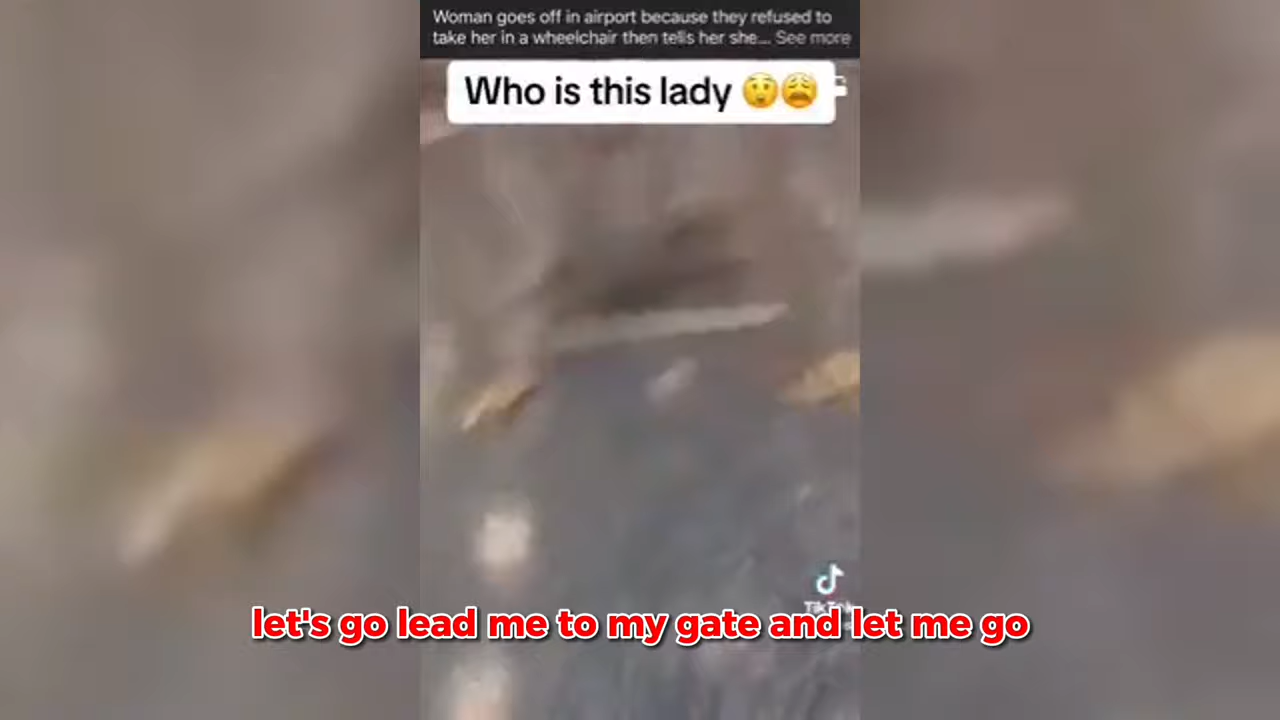 Woman goes off in airport because they refused to
take her in a wheelchair then tells her she... See more
Who is this lady 😲😩
TikTok
let's go lead me to my gate and let me go